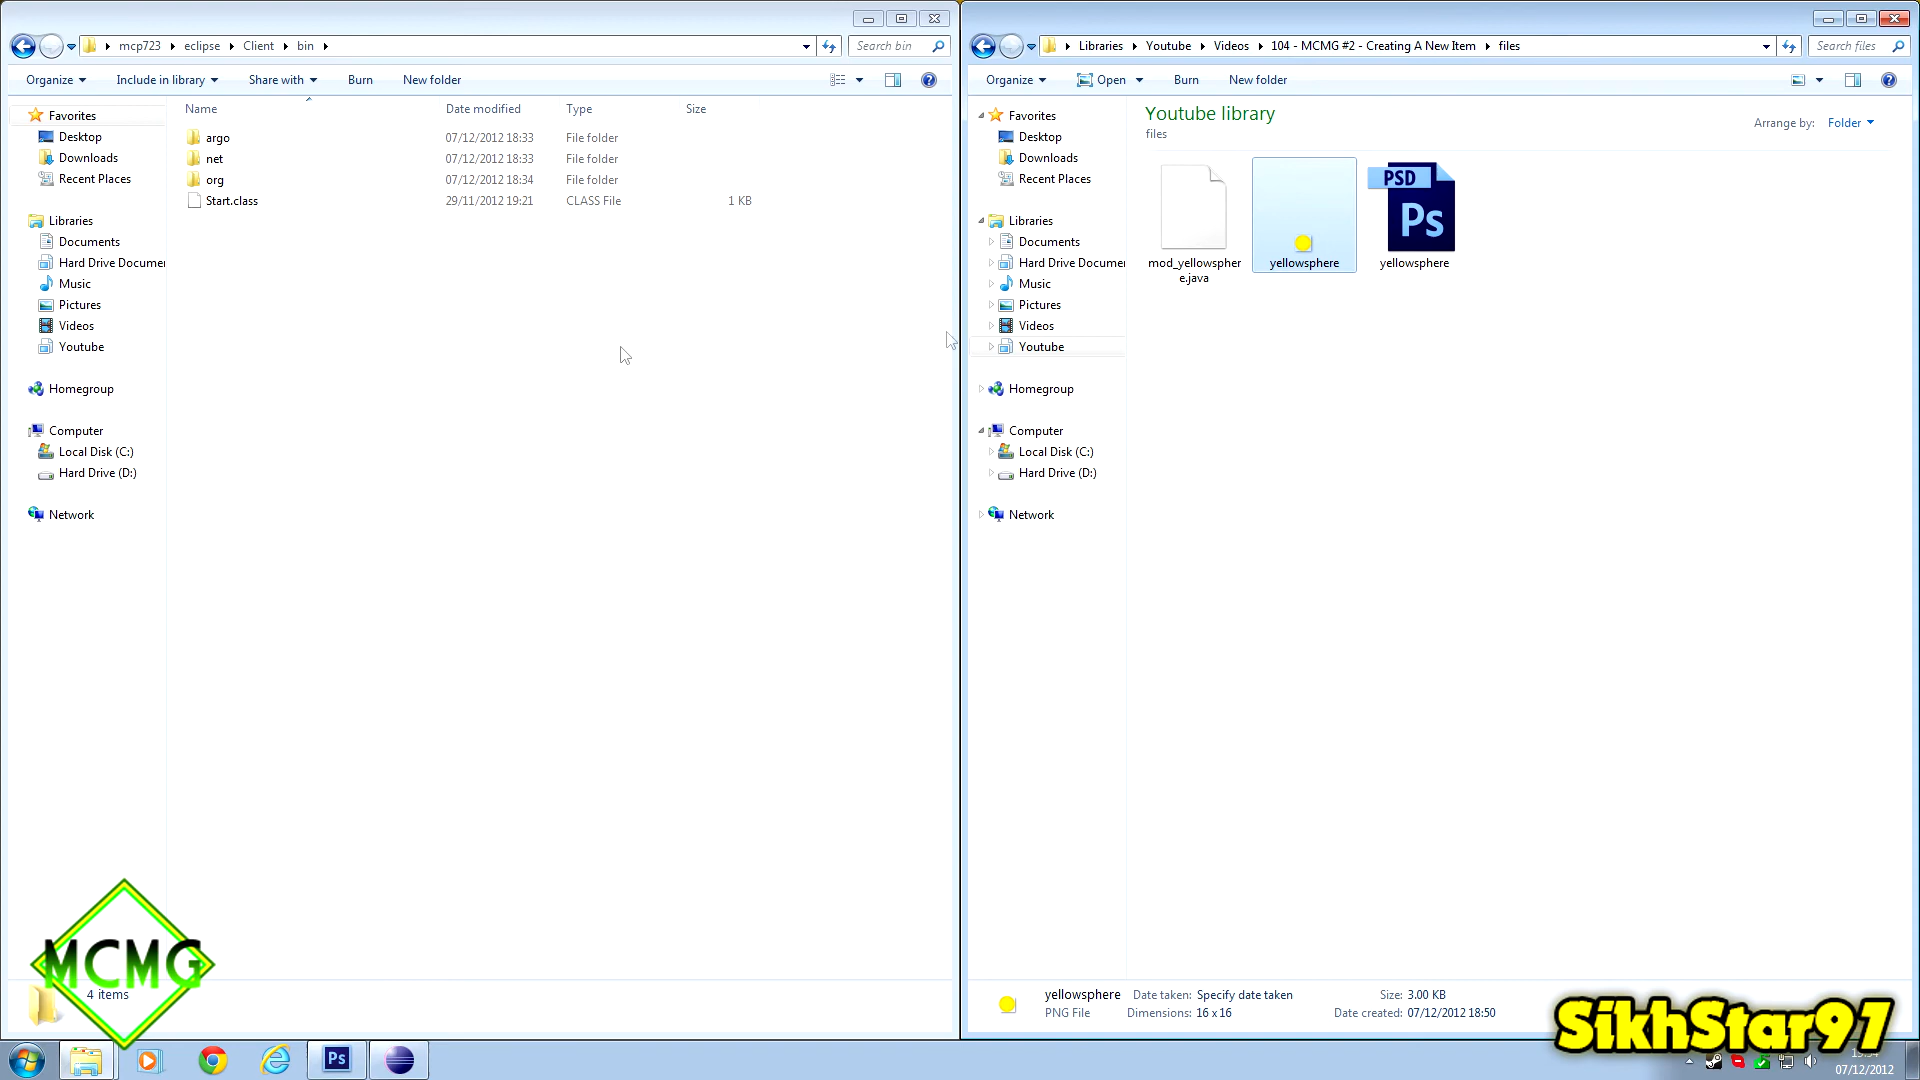 mcp723 eclipse Client bin
Search bin
Organize Include in library Share with Burn New folder
Name Date modified Type Size
argo 07/12/2012 18:33 File folder
net 07/12/2012 18:33 File folder
org 07/12/2012 18:34 File folder
Start.class 29/11/2012 19:21 CLASS File 1 KB
Favorites
Desktop
Downloads
Recent Places
Libraries
Documents
Hard Drive Documen
Music
Pictures
Videos
Youtube
Homegroup
Computer
Local Disk (C:)
Hard Drive (D:)
Network
4 items
MCMG
Libraries Youtube Videos 104 - MCMG #2 - Creating A New Item files
Search files
Organize Open Burn New folder
Favorites
Desktop
Downloads
Recent Places
Libraries
Documents
Hard Drive Documen
Music
Pictures
Videos
Youtube
Homegroup
Computer
Local Disk (C:)
Hard Drive (D:)
Network
Youtube library
files
Arrange by: Folder
PSD
Ps
mod_yellowspher
e.java
yellowsphere
yellowsphere
yellowsphere Date taken: Specify date taken Size: 3.00 KB
PNG File Dimensions: 16 x 16 Date created: 07/12/2012 18:50
SikhStar97
Ps
07/12/2012